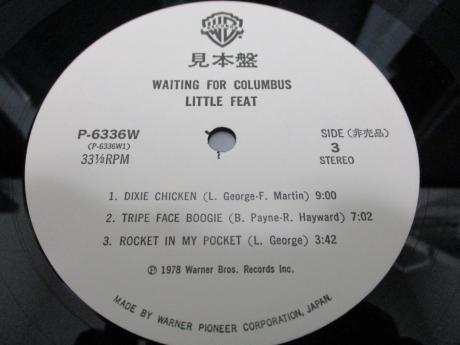 RECORDS
見本盤
WAITING FOR COLUMBUS
LITTLE FEAT
P-6336W
(P-6336W1)
33⅓RPM
SIDE (非売品)
3
STEREO
1. DIXIE CHICKEN (L. George-F. Martin) 9:00
2. TRIPE FACE BOOGIE (B. Payne-R. Hayward) 7:02
3. ROCKET IN MY POCKET (L. George) 3:42
Ⓟ 1978 Warner Bros. Records Inc.
MADE BY WARNER PIONEER CORPORATION, JAPAN.